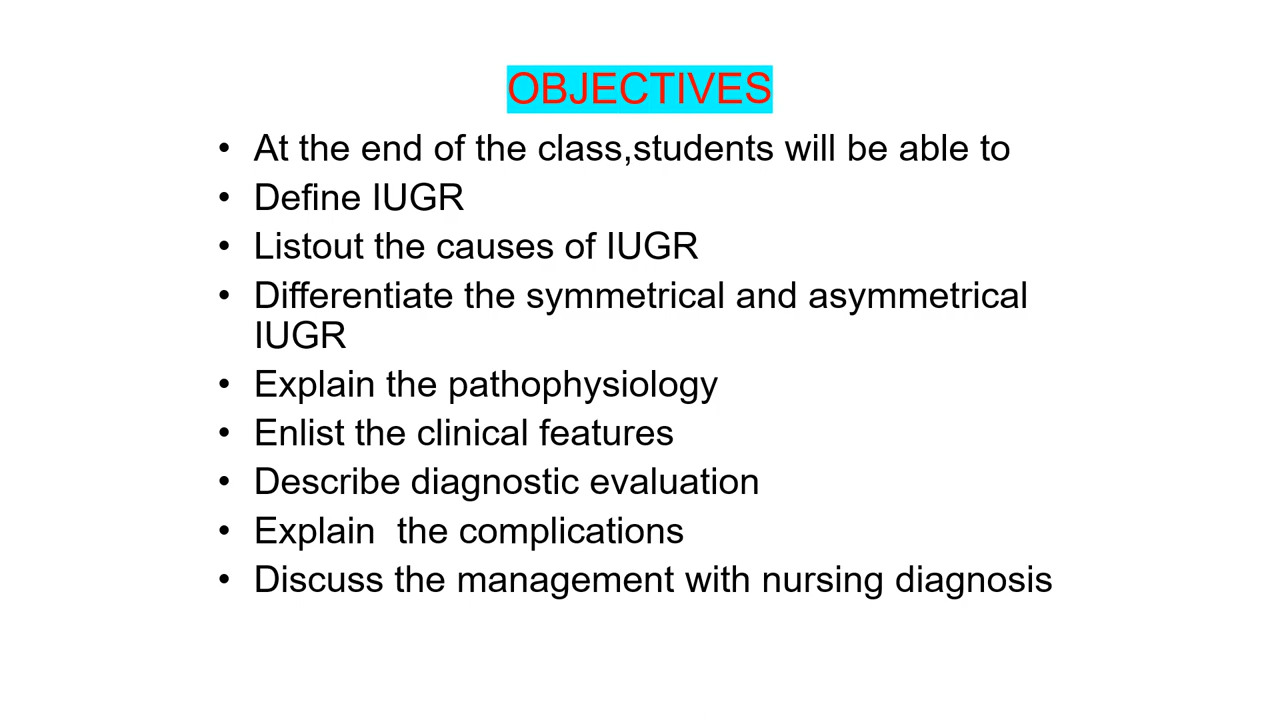 OBJECTIVES
• At the end of the class,students will be able to
• Define IUGR
• Listout the causes of IUGR
• Differentiate the symmetrical and asymmetrical
IUGR
• Explain the pathophysiology
• Enlist the clinical features
• Describe diagnostic evaluation
• Explain  the complications
• Discuss the management with nursing diagnosis